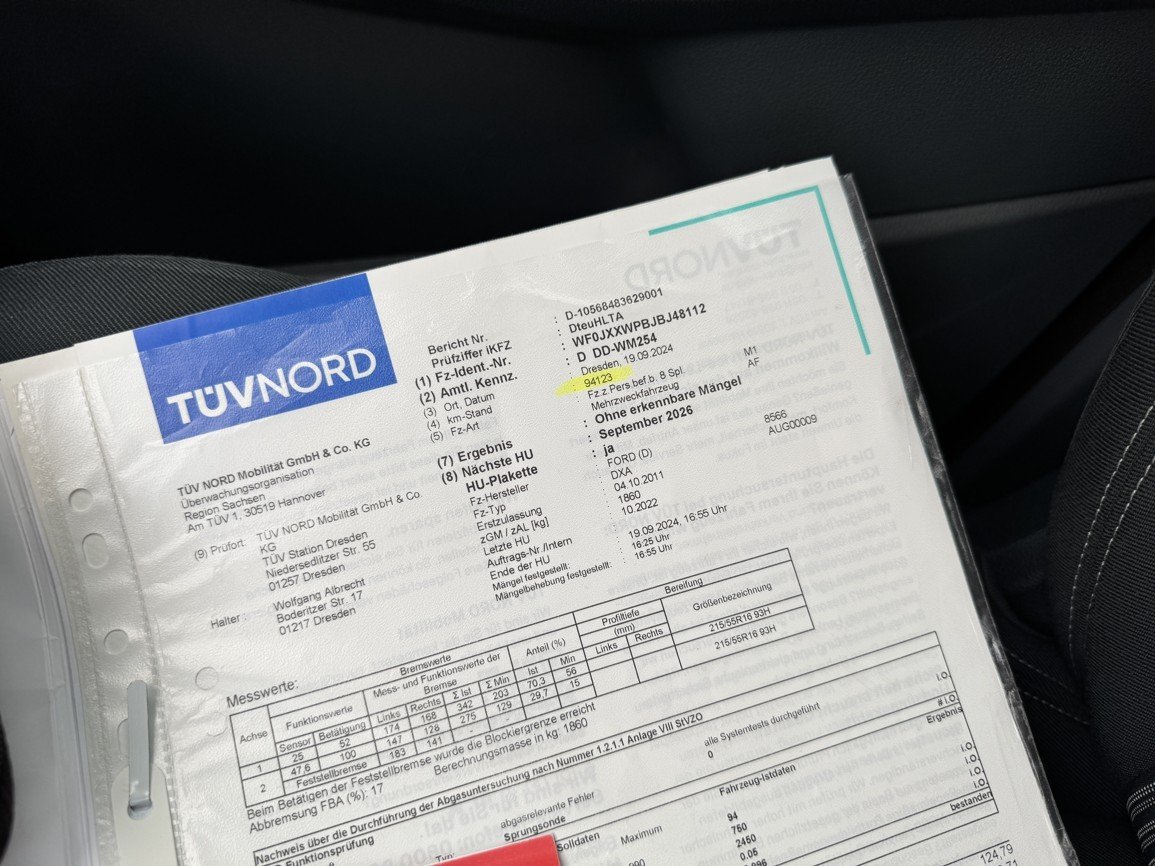 TÜVNORD
TÜV NORD Mobilität GmbH & Co. KG
Überwachungsorganisation
Region Sachsen
Am TÜV 1, 30519 Hannover
(9) Prüfort: TÜV NORD Mobilität GmbH & Co
KG
TÜV Station Dresden
Niedersedlitzer Str. 55
01257 Dresden
Halter : Wolfgang Albrecht
Boderitzer Str. 17
01217 Dresden
Bericht Nr. : D-10568483629001
Prüfziffer iKFZ : DteuHLTA
(1) Fz-Ident.-Nr. : WF0JXXWPBJBJ48112
(2) Amtl. Kennz. : D DD-WM254
(3) Ort, Datum : Dresden, 19.09.2024
(4) km-Stand : 94123
(5) Fz-Art : Fz.z.Pers.bef.b. 8 Spl. M1
Mehrzweckfahrzeug AF
(7) Ergebnis : Ohne erkennbare Mängel
(8) Nächste HU : September 2026
HU-Plakette : ja
Fz-Hersteller : FORD (D) 8566
Fz-Typ : DXA AUG00009
Erstzulassung : 04.10.2011
zGM / zAL [kg] : 1860
Letzte HU : 10.2022
Auftrags-Nr./Intern
Ende der HU : 19.09.2024, 16:55 Uhr
Mängel festgestellt: : 16:25 Uhr
Mängelbehebung festgestellt: : 16:55 Uhr
Messwerte:
Bremswerte Bereifung
Achse Funktionswerte Mess- und Funktionswerte der Bremse Anteil (%) Profiltiefe (mm) Größenbezeichnung
Sensor Betätigung Links Rechts Σ Ist Σ Min Ist Min Links Rechts
1 25 52 174 168 342 203 70,3 56 215/55R16 93H
2 47,6 100 147 128 275 129 29,7 15 215/55R16 93H
Feststellbremse 183 141 - - -
Beim Betätigen der Feststellbremse wurde die Blockiergrenze erreicht
Abbremsung FBA (%): 17 Berechnungsmasse in kg: 1860
Nachweis über die Durchführung der Abgasuntersuchung nach Nummer 1.2.1.1 Anlage VIII StVZO
i.O.
Funktionsprüfung alle Systemtests durchgeführt # i.O.
abgasrelevante Fehler 0 Ergebnis
Sprungsonde
Typ Solldaten Fahrzeug-Istdaten
Maximum
94 i.O.
760 i.O.
2450 i.O.
0.05 bestanden
124,79